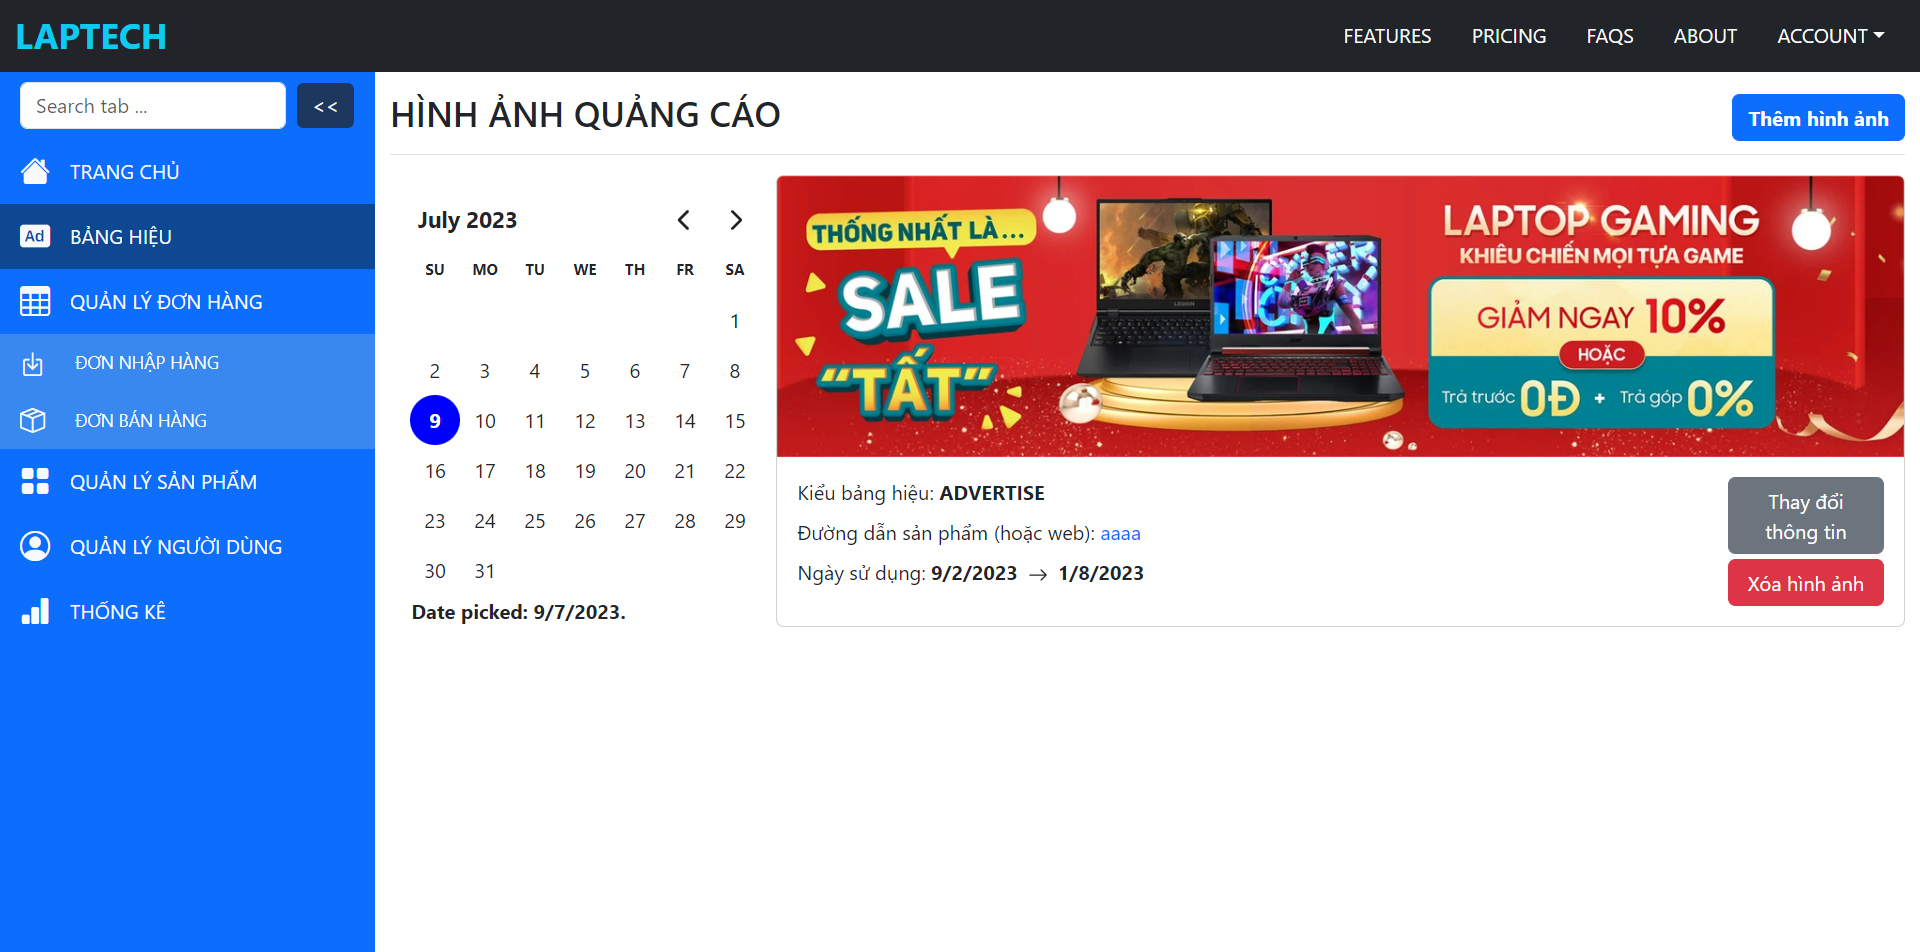 LAPTECH
FEATURES PRICING FAQS ABOUT ACCOUNT
Search tab ... <<
TRANG CHỦ
Ad BẢNG HIỆU
QUẢN LÝ ĐƠN HÀNG
ĐƠN NHẬP HÀNG
ĐƠN BÁN HÀNG
QUẢN LÝ SẢN PHẨM
QUẢN LÝ NGƯỜI DÙNG
THỐNG KÊ
HÌNH ẢNH QUẢNG CÁO
Thêm hình ảnh
July 2023
SU MO TU WE TH FR SA
1
2 3 4 5 6 7 8
9 10 11 12 13 14 15
16 17 18 19 20 21 22
23 24 25 26 27 28 29
30 31
Date picked: 9/7/2023.
THỐNG NHẤT LÀ...
SALE
“TẤT”
LEGION
LAPTOP GAMING
KHIÊU CHIẾN MỌI TỰA GAME
GIẢM NGAY 10%
HOẶC
Trả trước 0Đ + Trả góp 0%
Kiểu bảng hiệu: ADVERTISE
Đường dẫn sản phẩm (hoặc web): aaaa
Ngày sử dụng: 9/2/2023 → 1/8/2023
Thay đổi
thông tin
Xóa hình ảnh